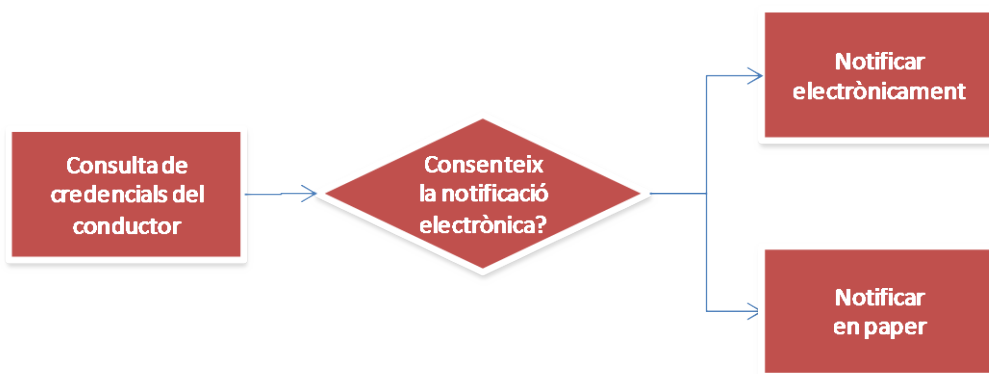 Consulta de
credencials del
conductor
Consenteix
la notificació
electrònica?
Notificar
electrònicament
Notificar
en paper